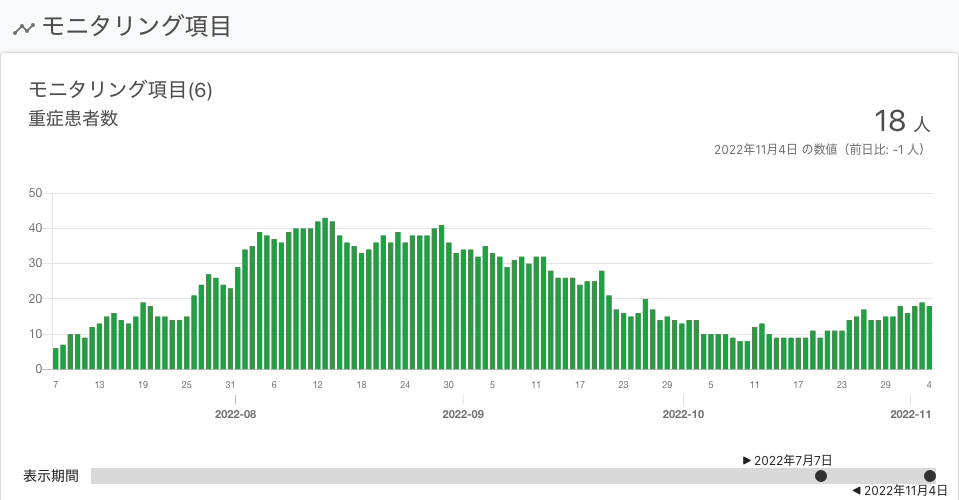 モニタリング項目
モニタリング項目(6)
重症患者数
18 人
2022年11月4日 の数値（前日比: -1 人）
50
40
30
20
10
0
7 13 19 25 31 6 12 18 24 30 5 11 17 23 29 5 11 17 23 29 4
2022-08 2022-09 2022-10 2022-11
▶ 2022年7月7日
表示期間
◀ 2022年11月4日